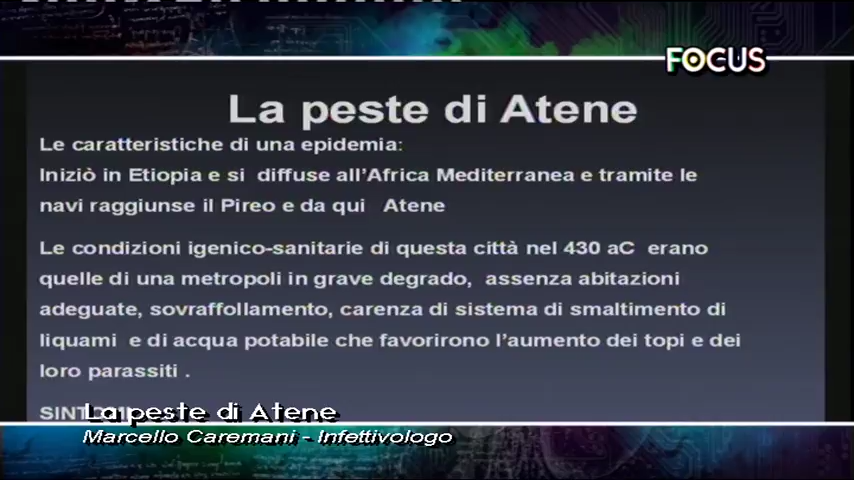 FOCUS
La peste di Atene
Le caratteristiche di una epidemia:
Iniziò in Etiopia e si diffuse all'Africa Mediterranea e tramite le
navi raggiunse il Pireo e da qui Atene
Le condizioni igenico-sanitarie di questa città nel 430 aC erano
quelle di una metropoli in grave degrado, assenza abitazioni
adeguate, sovraffollamento, carenza di sistema di smaltimento di
liquami e di acqua potabile che favorirono l'aumento dei topi e dei
loro parassiti .
La peste di Atene
Marcello Caremani - Infettivologo